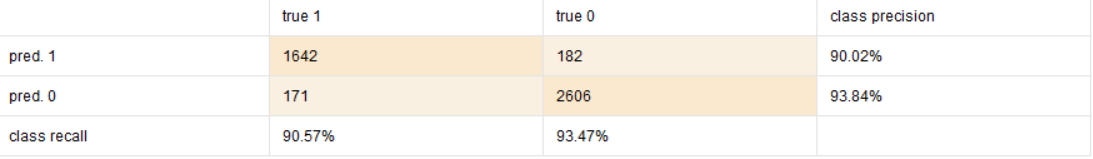 true 1 true 0 class precision
pred. 1 1642 182 90.02%
pred. 0 171 2606 93.84%
class recall 90.57% 93.47%